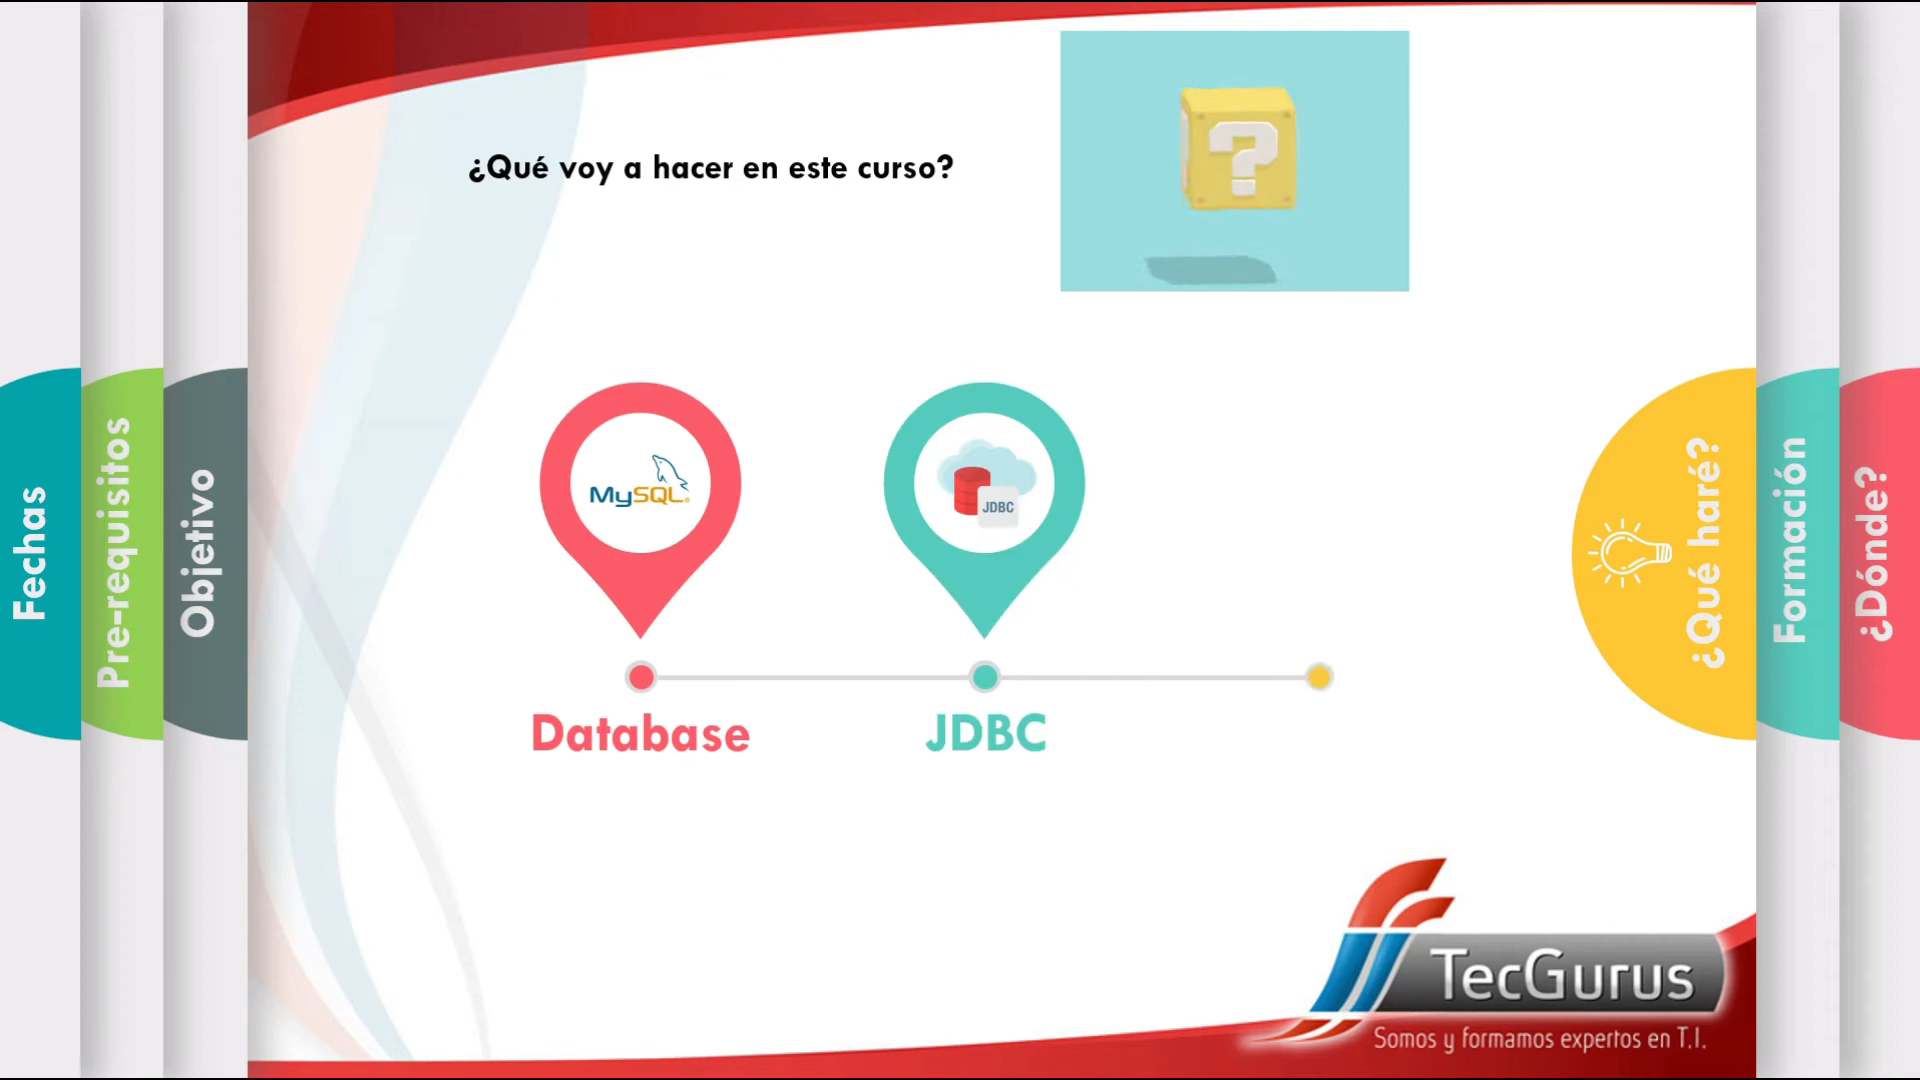 ¿Qué voy a hacer en este curso?
?
Fechas
Pre-requisitos
Objetivo
MySQL®
JDBC
Database
JDBC
¿Qué haré?
Formación
¿Dónde?
TecGurus
Somos y formamos expertos en T.I.